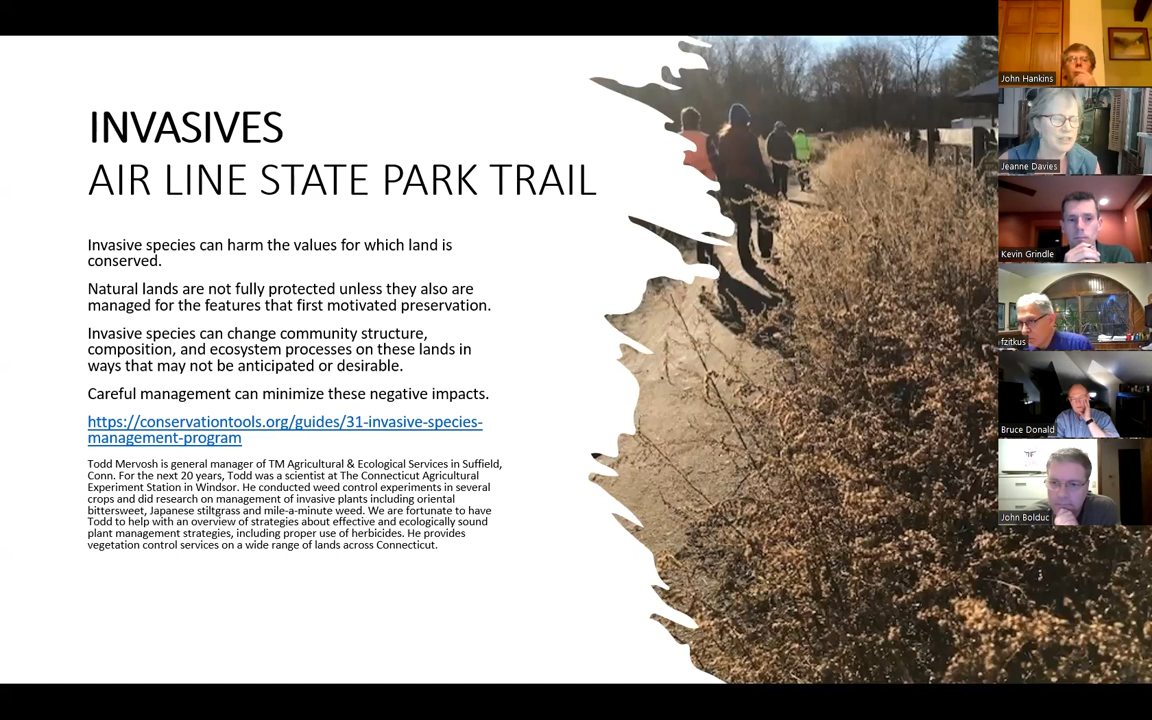 INVASIVES
AIR LINE STATE PARK TRAIL
Invasive species can harm the values for which land is
conserved.
Natural lands are not fully protected unless they also are
managed for the features that first motivated preservation.
Invasive species can change community structure,
composition, and ecosystem processes on these lands in
ways that may not be anticipated or desirable.
Careful management can minimize these negative impacts.
https://conservationtools.org/guides/31-invasive-species-
management-program
Todd Mervosh is general manager of TM Agricultural & Ecological Services in Suffield,
Conn. For the next 20 years, Todd was a scientist at The Connecticut Agricultural
Experiment Station in Windsor. He conducted weed control experiments in several
crops and did research on management of invasive plants including oriental
bittersweet, Japanese stiltgrass and mile-a-minute weed. We are fortunate to have
Todd to help with an overview of strategies about effective and ecologically sound
plant management strategies, including proper use of herbicides. He provides
vegetation control services on a wide range of lands across Connecticut.
John Hankins
Jeanne Davies
Kevin Grindle
fzitkus
Bruce Donald
John Bolduc